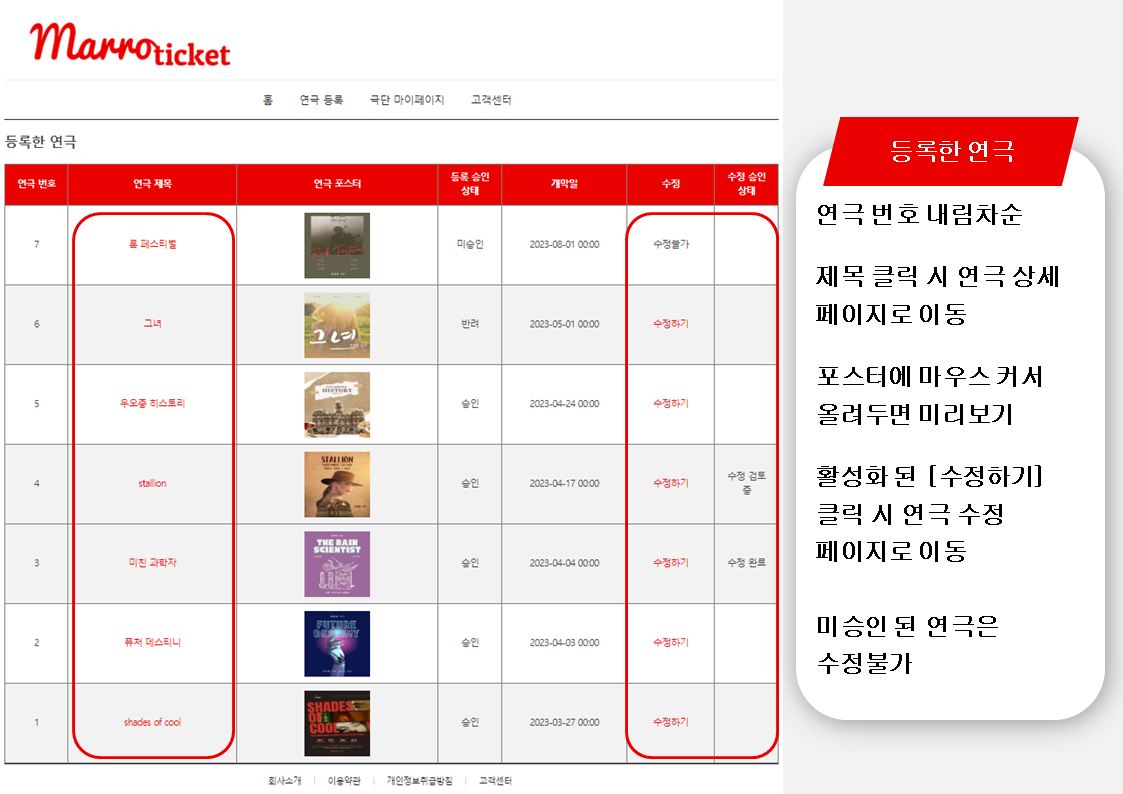 Marro ticket
홈 연극 등록 극단 마이페이지 고객센터
등록한 연극
연극 번호 연극 제목 연극 포스터 등록 승인 상태 개막일 수정 수정 승인 상태
7 록 페스티벌 미승인 2023-08-01 00:00 수정불가
6 그녀 그녀 반려 2023-05-01 00:00 수정하기
5 우오중 히스토리 HISTORY 승인 2023-04-24 00:00 수정하기
4 stallion STALLION 승인 2023-04-17 00:00 수정하기 수정 검토중
3 미친 과학자 THE RAIN SCIENTIST 승인 2023-04-04 00:00 수정하기 수정 완료
2 퓨처 데스티니 FUTURE DESTINY 승인 2023-04-03 00:00 수정하기
1 shades of cool SHADES OF COOL 승인 2023-03-27 00:00 수정하기
회사소개 | 이용약관 | 개인정보취급방침 | 고객센터
등록한 연극
연극 번호 내림차순
제목 클릭 시 연극 상세
페이지로 이동
포스터에 마우스 커서
올려두면 미리보기
활성화 된 [수정하기]
클릭 시 연극 수정
페이지로 이동
미승인 된 연극은
수정불가